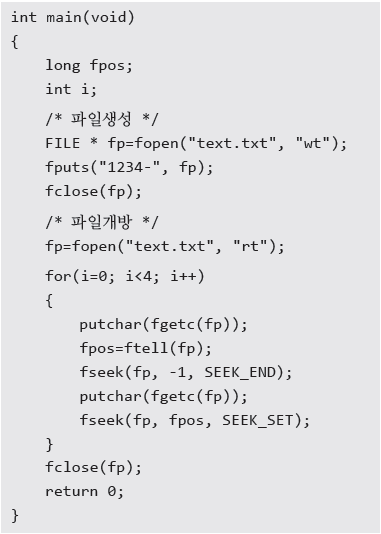 int main(void)
{
    long fpos;
    int i;
    /* 파일생성 */
    FILE * fp=fopen("text.txt", "wt");
    fputs("1234-", fp);
    fclose(fp);
    /* 파일개방 */
    fp=fopen("text.txt", "rt");
    for(i=0; i<4; i++)
    {
        putchar(fgetc(fp));
        fpos=ftell(fp);
        fseek(fp, -1, SEEK_END);
        putchar(fgetc(fp));
        fseek(fp, fpos, SEEK_SET);
    }
    fclose(fp);
    return 0;
}